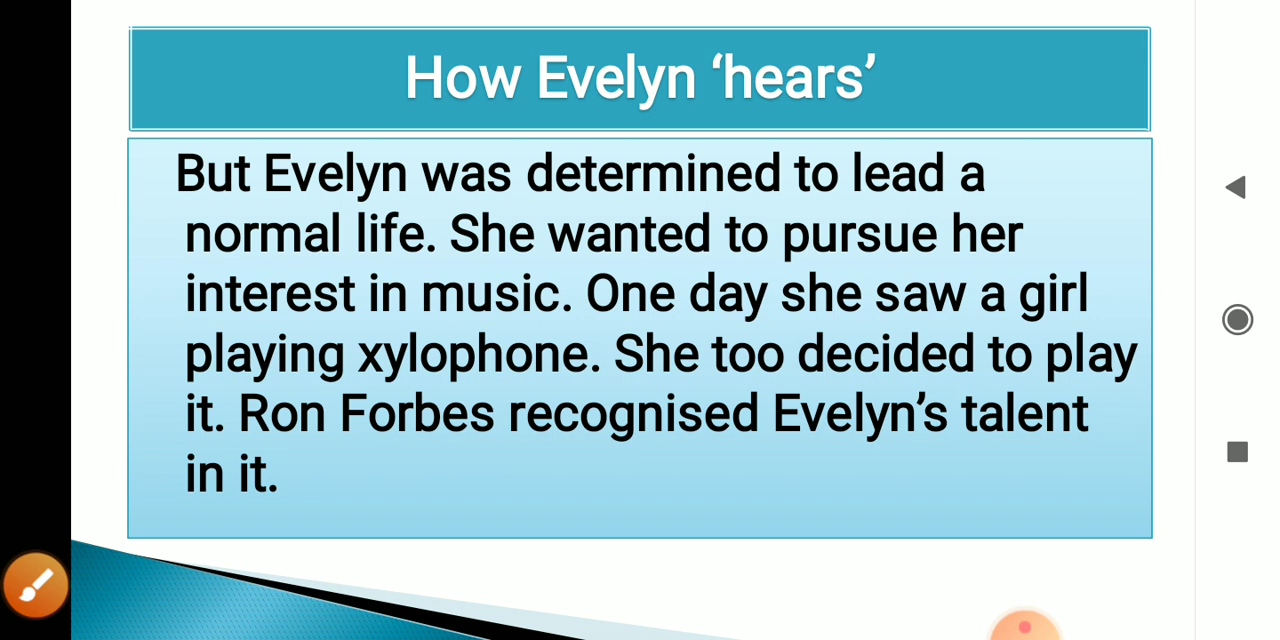 How Evelyn ‘hears’
But Evelyn was determined to lead a
normal life. She wanted to pursue her
interest in music. One day she saw a girl
playing xylophone. She too decided to play
it. Ron Forbes recognised Evelyn’s talent
in it.